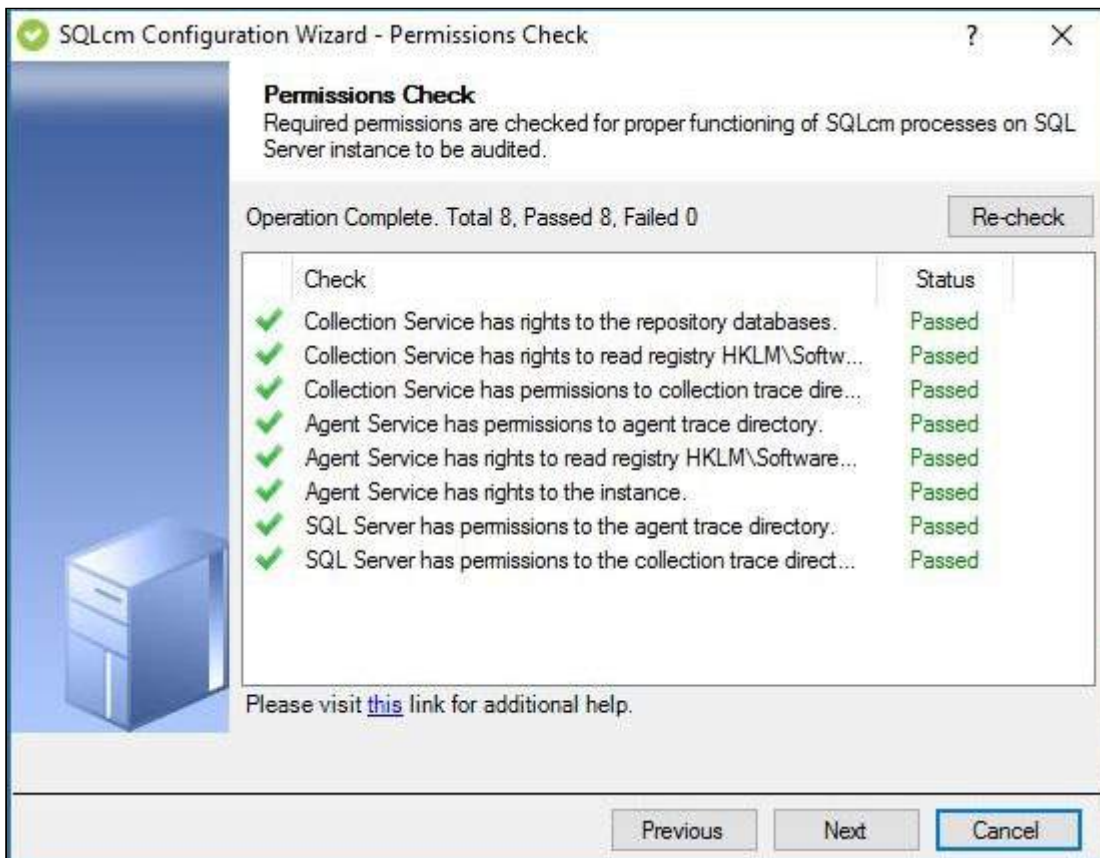 SQLcm Configuration Wizard - Permissions Check ? X
Permissions Check
Required permissions are checked for proper functioning of SQLcm processes on SQL
Server instance to be audited.
Operation Complete. Total 8, Passed 8, Failed 0 Re-check
Check Status
Collection Service has rights to the repository databases. Passed
Collection Service has rights to read registry HKLM\Softw... Passed
Collection Service has permissions to collection trace dire... Passed
Agent Service has permissions to agent trace directory. Passed
Agent Service has rights to read registry HKLM\Software... Passed
Agent Service has rights to the instance. Passed
SQL Server has permissions to the agent trace directory. Passed
SQL Server has permissions to the collection trace direct... Passed
Please visit this link for additional help.
Previous Next Cancel